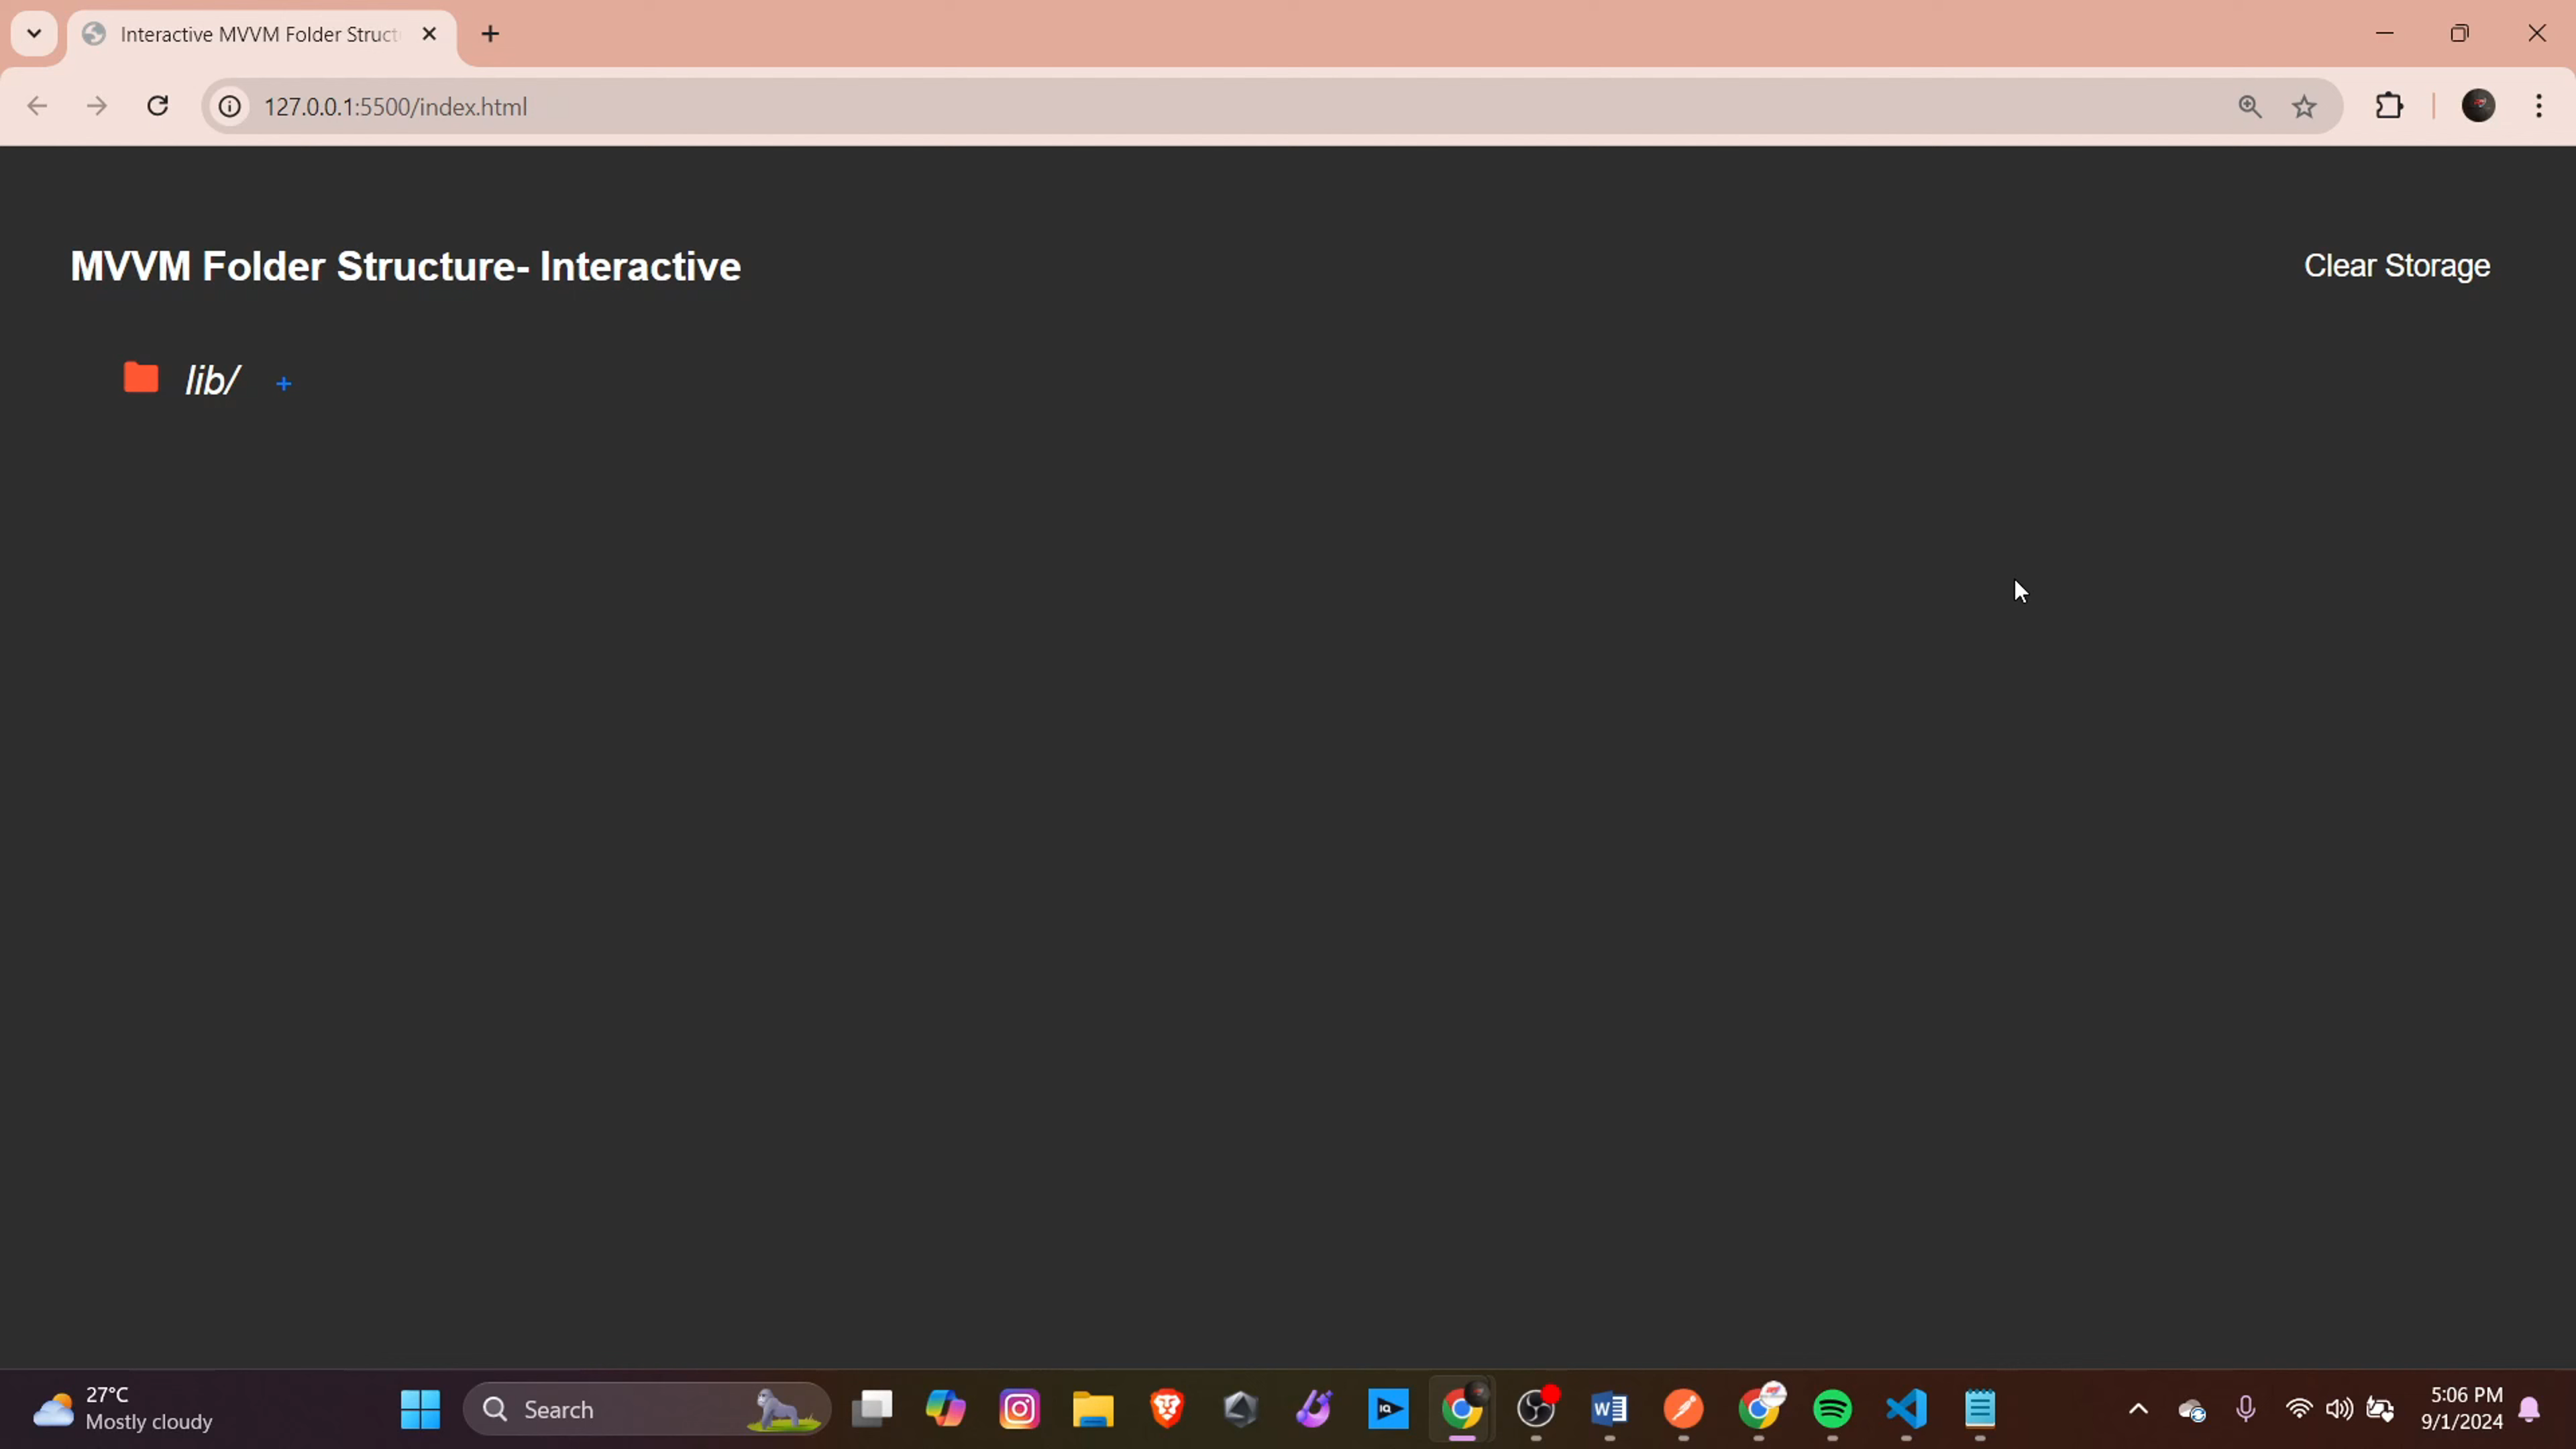 Interactive MVVM Folder Struct
127.0.0.1:5500/index.html
MVVM Folder Structure- Interactive
Clear Storage
lib/ +
27°C
Mostly cloudy
Search
IQ
W
5:06 PM
9/1/2024